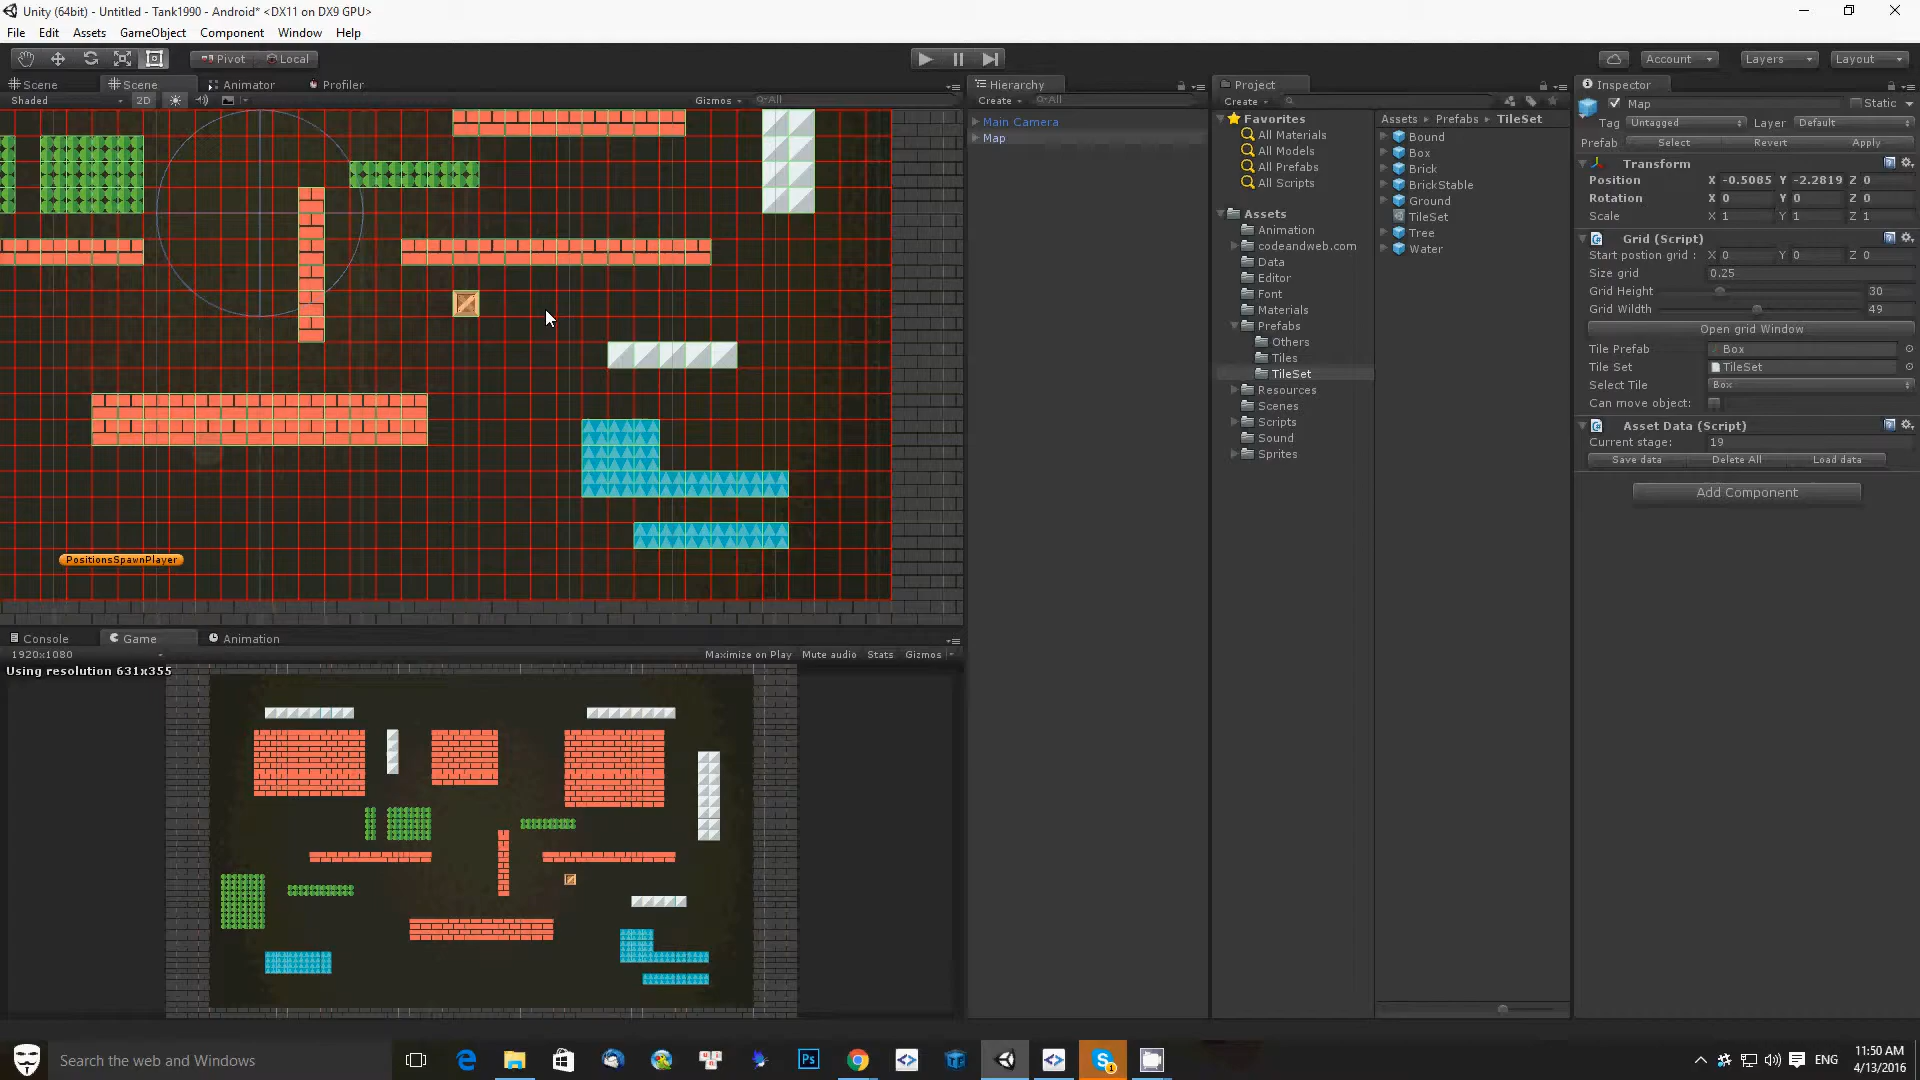 Unity (64bit) - Untitled - Tank1990 - Android* <DX11 on DX9 GPU>
File Edit Assets GameObject Component Window Help
Pivot Local
Account Layers Layout
Scene Scene Animator Profiler
Shaded 2D Gizmos All
PositionsSpawnPlayer
Console Game Animation
1920x1080 Maximize on Play Mute audio Stats Gizmos
Using resolution 631x355
Hierarchy
Create All
Main Camera
Map
Project
Create
Favorites
All Materials
All Models
All Prefabs
All Scripts
Assets
Animation
codeandweb.com
Data
Editor
Font
Materials
Prefabs
Others
Tiles
TileSet
Resources
Scenes
Scripts
Sound
Sprites
Assets Prefabs TileSet
Bound
Box
Brick
BrickStable
Ground
TileSet
Tree
Water
Inspector
Map Static
Tag Untagged Layer Default
Prefab Select Revert Apply
Transform
Position X -0.5085 Y -2.2819 Z 0
Rotation X 0 Y 0 Z 0
Scale X 1 Y 1 Z 1
Grid (Script)
Start postion grid : X 0 Y 0 Z 0
Size grid 0.25
Grid Height 30
Grid Wildth 49
Open grid Window
Tile Prefab Box
Tile Set TileSet
Select Tile Box
Can move object:
Asset Data (Script)
Current stage: 19
Save data Delete All Load data
Add Component
Search the web and Windows
Ps
ENG
11:50 AM
4/13/2016